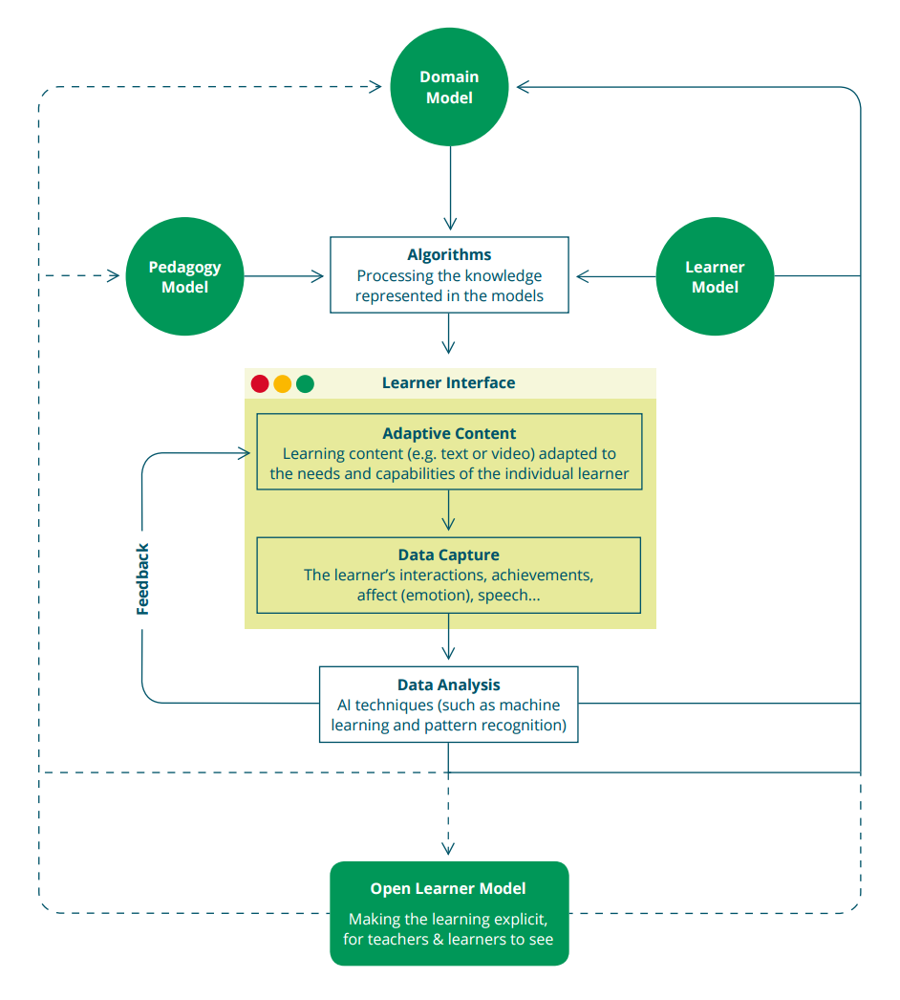 Domain
Model
Pedagogy
Model
Algorithms
Processing the knowledge
represented in the models
Learner
Model
Learner Interface
Adaptive Content
Learning content (e.g. text or video) adapted to
the needs and capabilities of the individual learner
Feedback
Data Capture
The learner’s interactions, achievements,
affect (emotion), speech...
Data Analysis
AI techniques (such as machine
learning and pattern recognition)
Open Learner Model
Making the learning explicit,
for teachers & learners to see